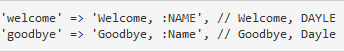 'welcome' => 'Welcome, :NAME', // Welcome, DAYLE
'goodbye' => 'Goodbye, :Name', // Goodbye, Dayle